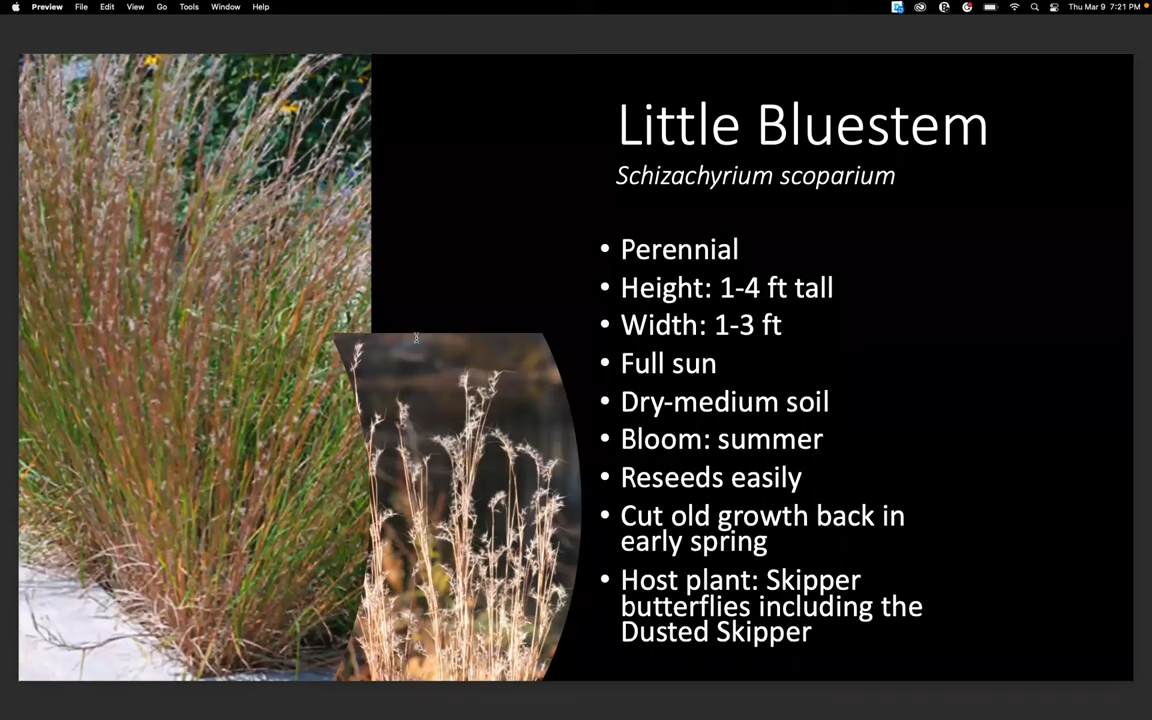 Preview File Edit View Go Tools Window Help Thu Mar 9 7:21 PM
Little Bluestem
Schizachyrium scoparium
• Perennial
• Height: 1-4 ft tall
• Width: 1-3 ft
• Full sun
• Dry-medium soil
• Bloom: summer
• Reseeds easily
• Cut old growth back in
early spring
• Host plant: Skipper
butterflies including the
Dusted Skipper